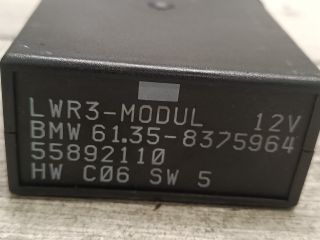 LWR3-MODUL 12V
BMW 61.35-8375964
55892110
HW C06 SW 5